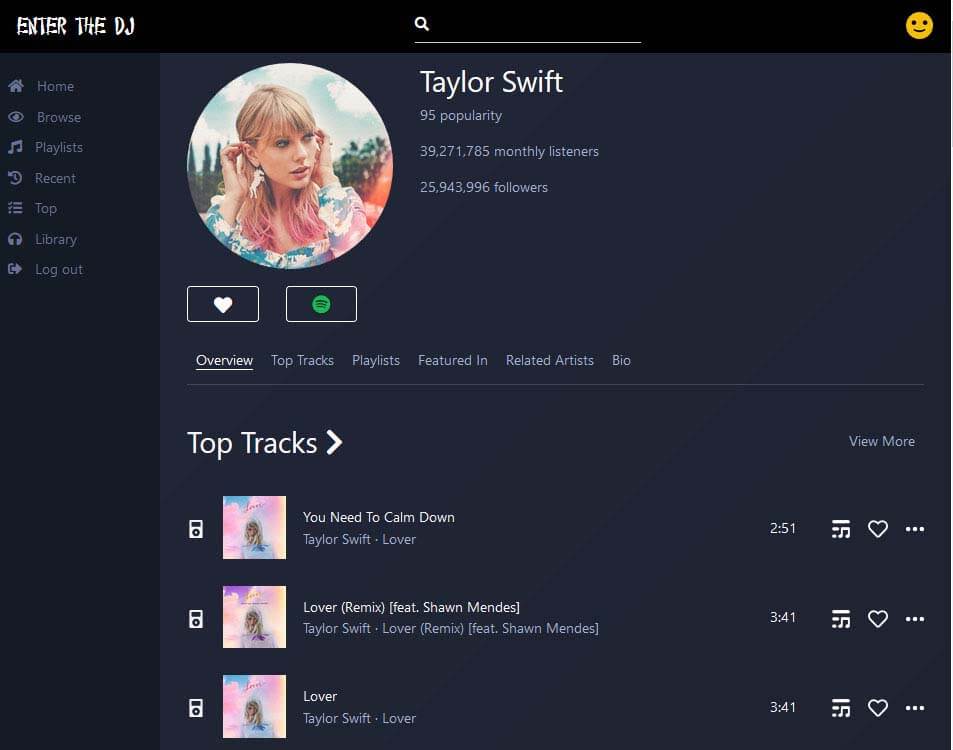 ENTER THE DJ
Home
Browse
Playlists
Recent
Top
Library
Log out
Taylor Swift
95 popularity
39,271,785 monthly listeners
25,943,996 followers
Overview Top Tracks Playlists Featured In Related Artists Bio
Top Tracks View More
You Need To Calm Down
Taylor Swift · Lover
2:51
Lover (Remix) [feat. Shawn Mendes]
Taylor Swift · Lover (Remix) [feat. Shawn Mendes]
3:41
Lover
Taylor Swift · Lover
3:41